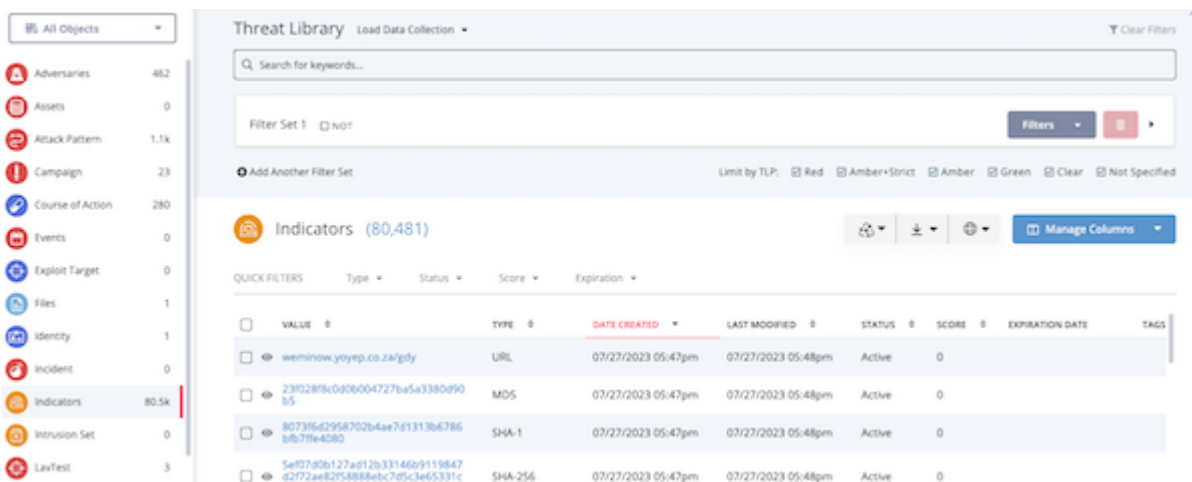 All Objects
Adversaries 462
Assets 0
Attack Pattern 1.1k
Campaign 23
Course of Action 280
Events 0
Exploit Target 0
Files 1
Identity 1
Incident 0
Indicators 80.5k
Intrusion Set 0
LavTest 3
Threat Library Load Data Collection
Clear Filters
Search for keywords...
Filter Set 1 NOT
Filters
Add Another Filter Set
Limit by TLP: Red Amber+Strict Amber Green Clear Not Specified
Indicators (80,481)
Manage Columns
QUICK FILTERS Type Status Score Expiration
VALUE TYPE DATE CREATED LAST MODIFIED STATUS SCORE EXPIRATION DATE TAGS
weminow.yoyep.co.za/gdy URL 07/27/2023 05:47pm 07/27/2023 05:48pm Active 0
23f028f8c0d0b004727ba5a3380d90
b5 MD5 07/27/2023 05:47pm 07/27/2023 05:48pm Active 0
8073f6d2958702b4ae7d1313b6786
bfb7ffe4080 SHA-1 07/27/2023 05:47pm 07/27/2023 05:48pm Active 0
5ef07d0b127ad12b33146b9119847
d2f72ae82f58888ebc7d5c3e65331c SHA-256 07/27/2023 05:47pm 07/27/2023 05:48pm Active 0